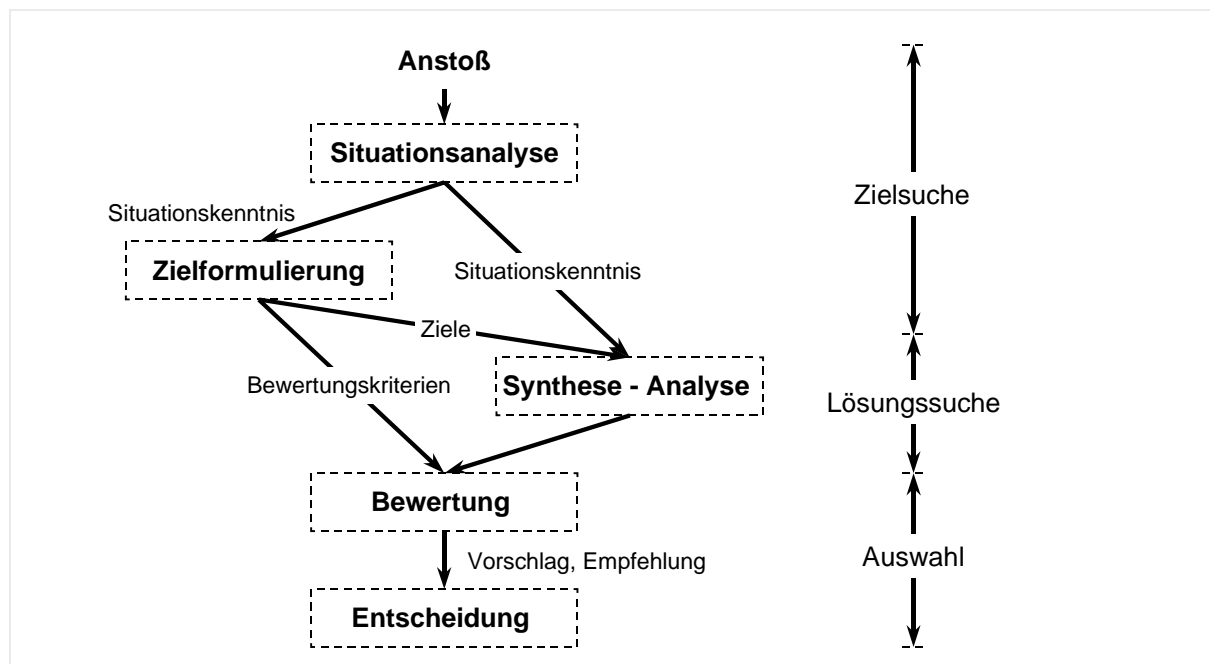 Anstoß
Situationsanalyse
Zielsuche
Situationskenntnis
Zielformulierung
Situationskenntnis
Ziele
Bewertungskriterien
Synthese - Analyse
Lösungssuche
Bewertung
Vorschlag, Empfehlung
Auswahl
Entscheidung